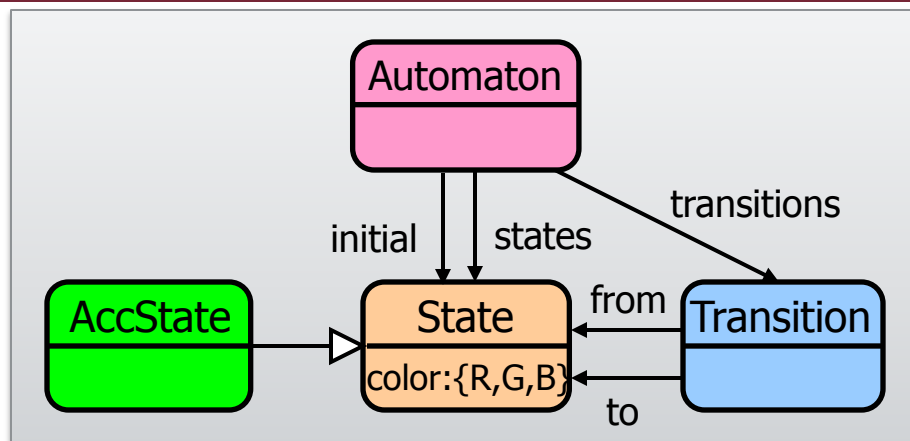 Automaton
transitions
initial
states
AccState
State
from
Transition
color:{R,G,B}
to